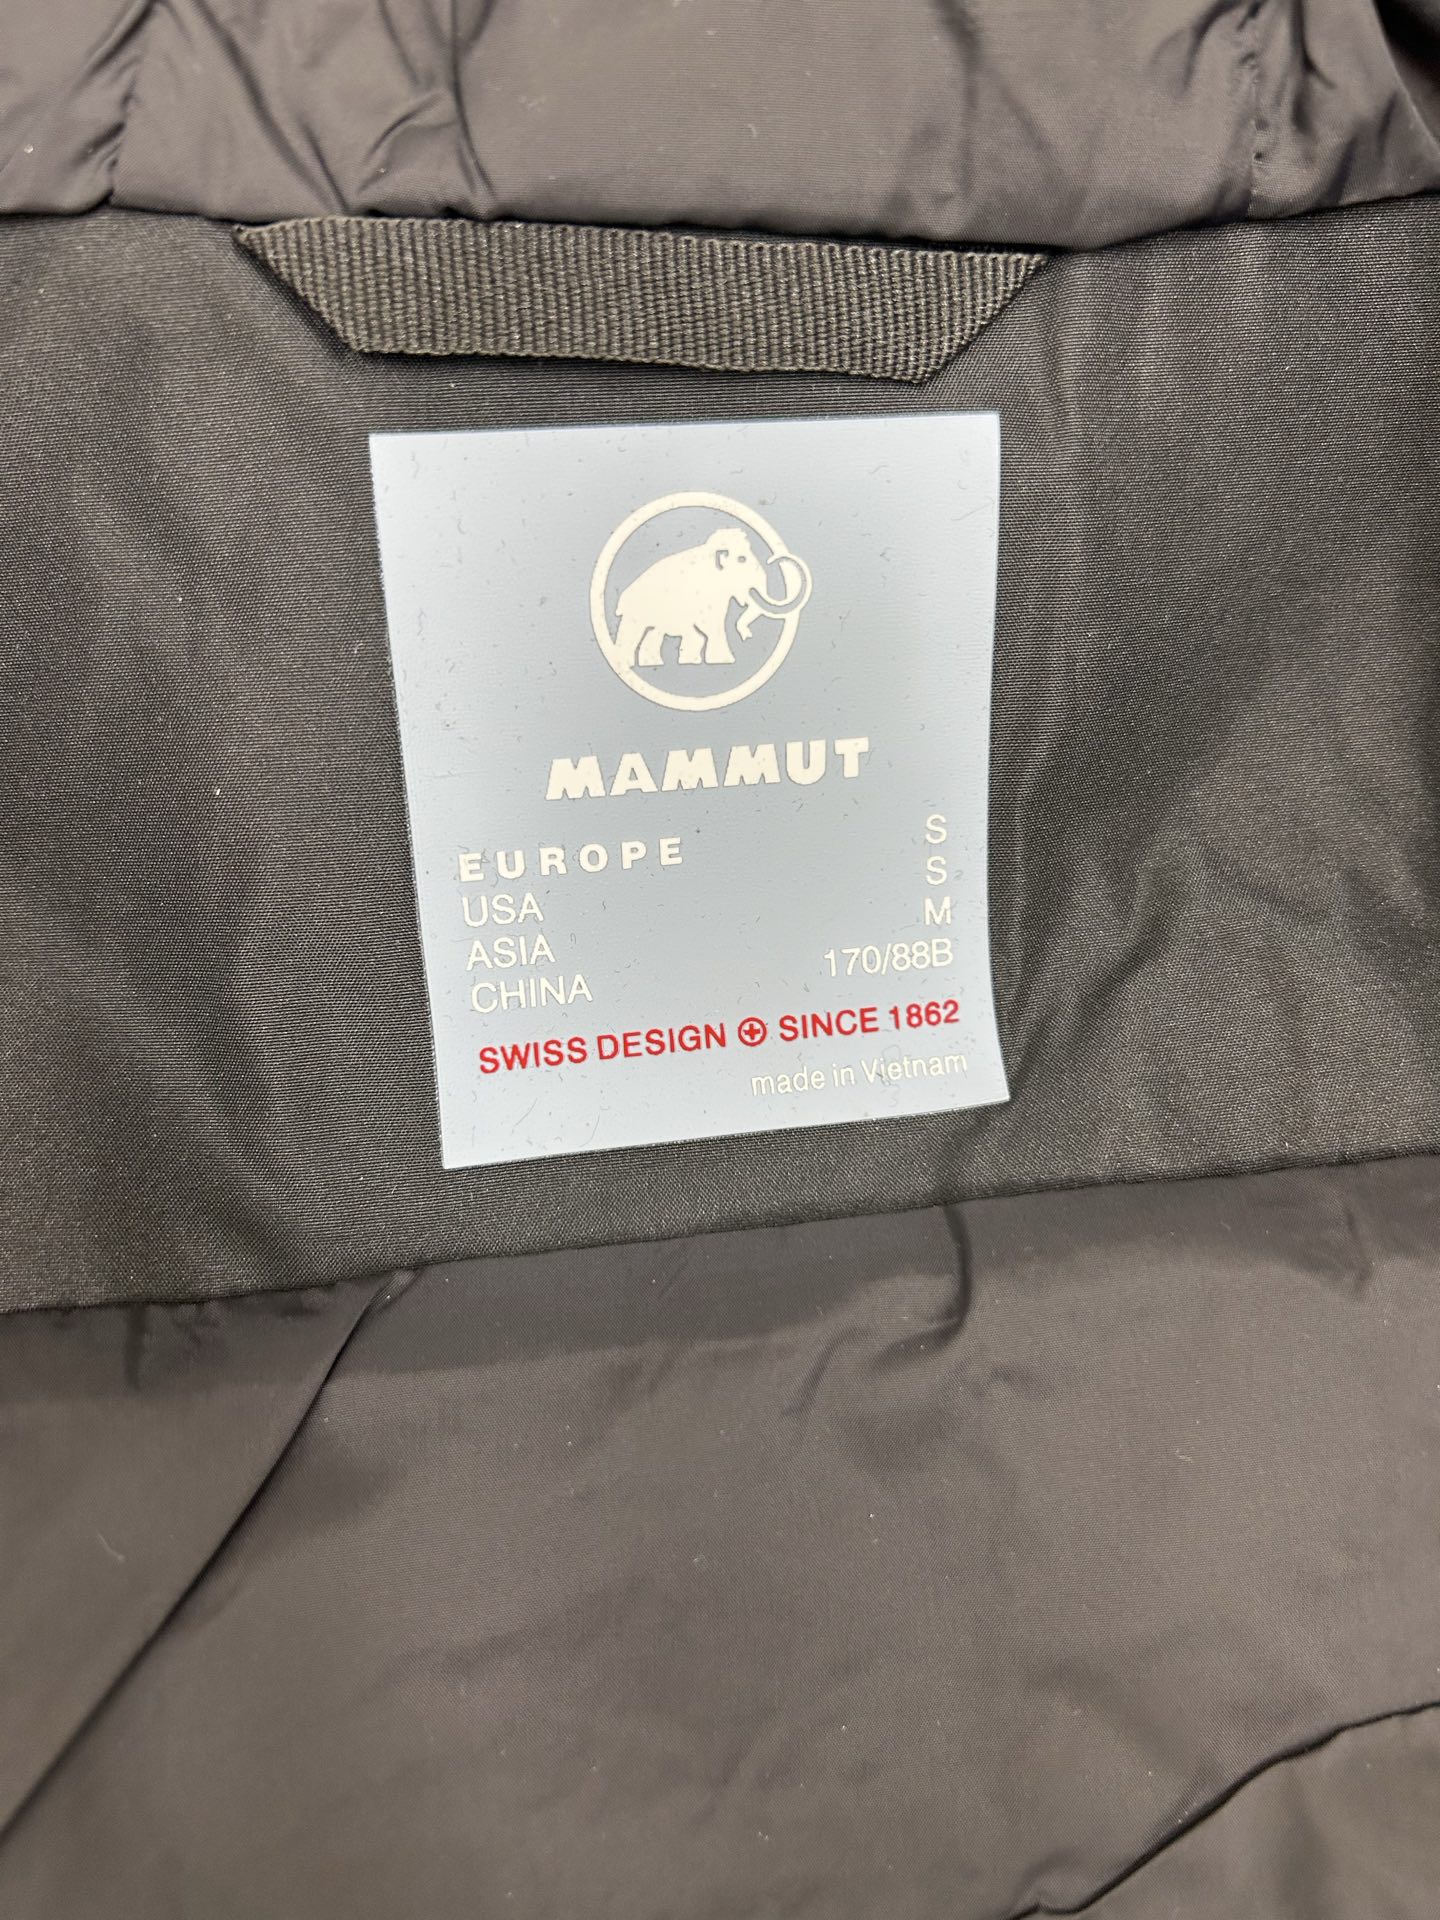 MAMMUT
EUROPE S
USA S
ASIA M
CHINA 170/88B
SWISS DESIGN SINCE 1862
made in Vietnam